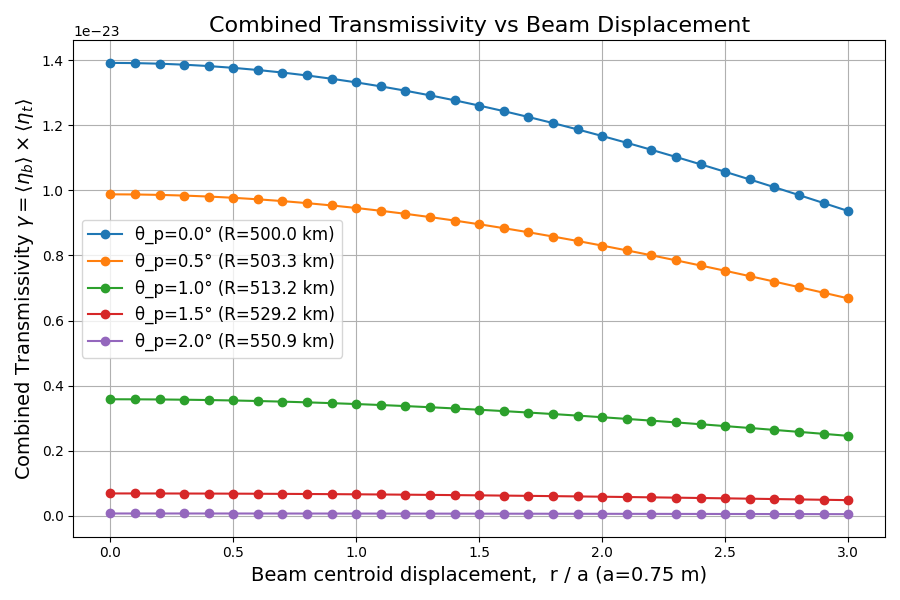 Combined Transmissivity vs Beam Displacement
1e−23
Combined Transmissivity γ = ⟨η_b⟩ × ⟨η_t⟩
1.4
1.2
1.0
0.8
0.6
0.4
0.2
0.0
θ_p=0.0° (R=500.0 km)
θ_p=0.5° (R=503.3 km)
θ_p=1.0° (R=513.2 km)
θ_p=1.5° (R=529.2 km)
θ_p=2.0° (R=550.9 km)
0.0 0.5 1.0 1.5 2.0 2.5 3.0
Beam centroid displacement, r / a (a=0.75 m)